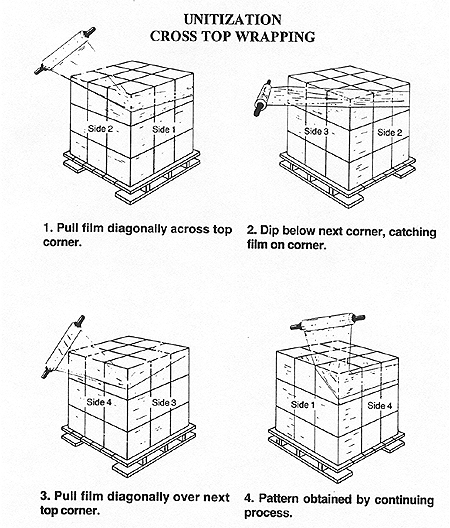 UNITIZATION
CROSS TOP WRAPPING
Side 2 Side 1
Side 3 Side 2
1. Pull film diagonally across top
corner.
2. Dip below next corner, catching
film on corner.
Side 4 Side 3
Side 1 Side 4
3. Pull film diagonally over next
top corner.
4. Pattern obtained by continuing
process.